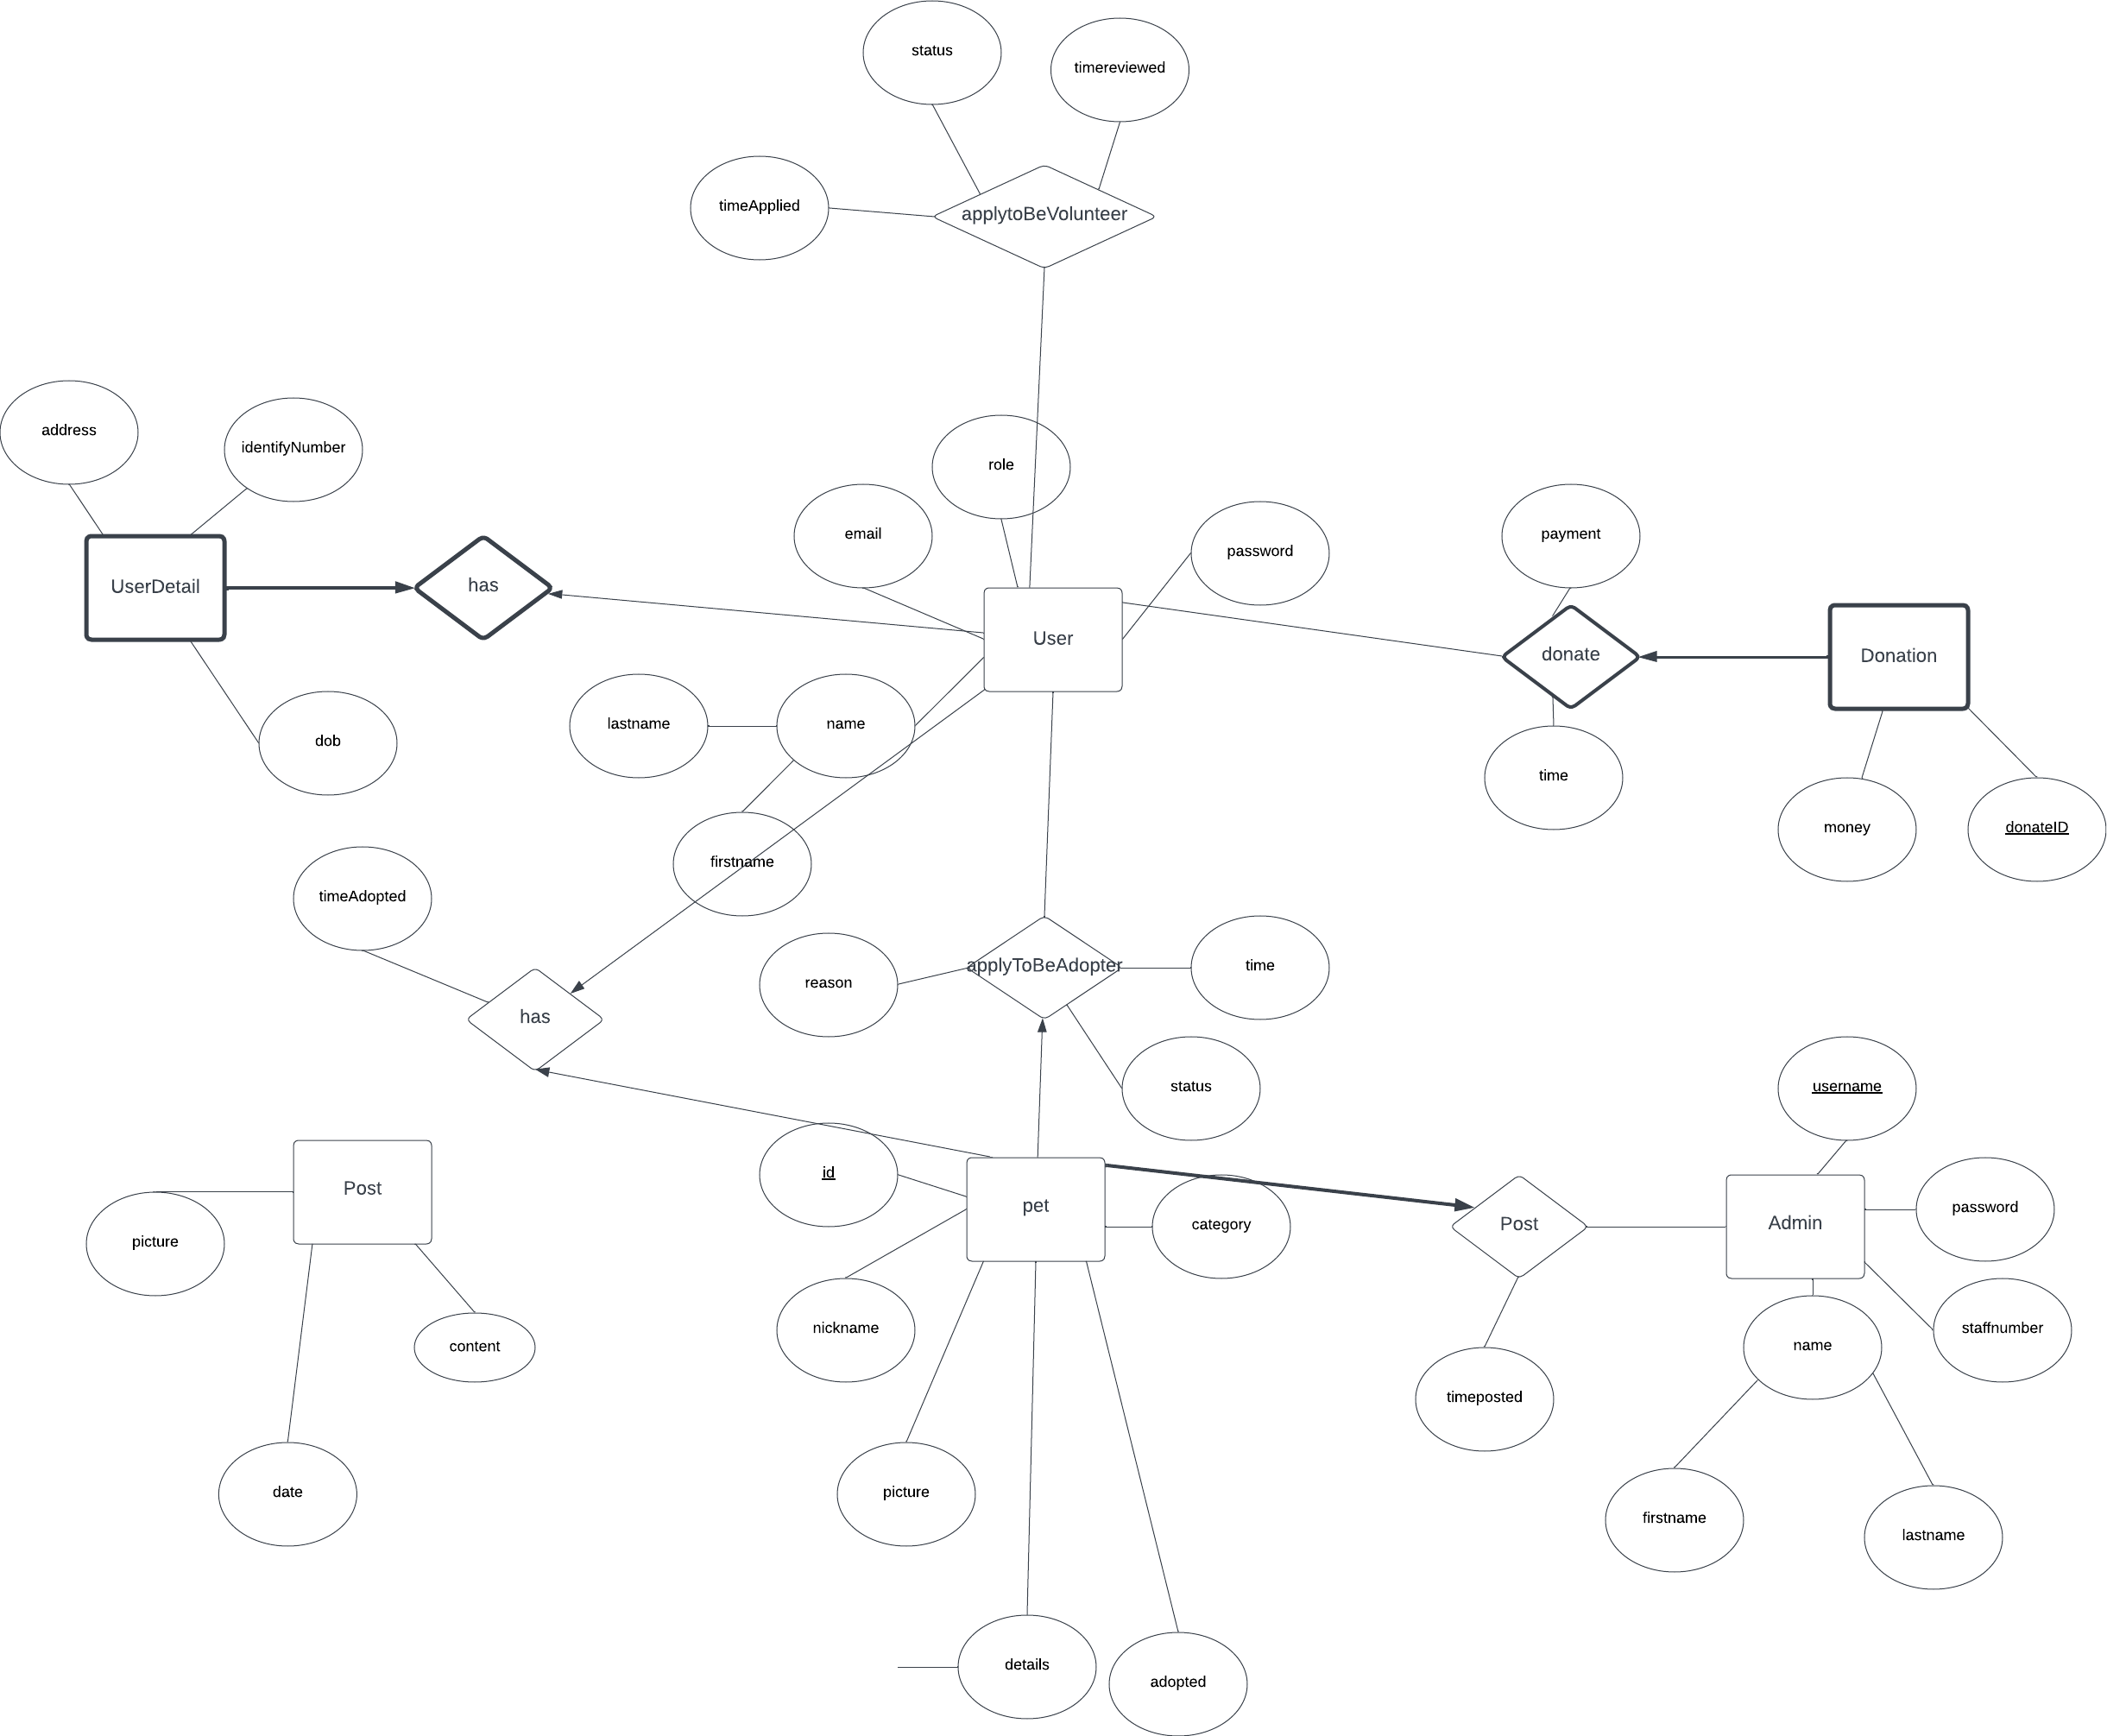 status
timereviewed
timeApplied
applytoBeVolunteer
address
identifyNumber
role
email
password
payment
UserDetail
has
User
donate
Donation
lastname
name
dob
time
money
donateID
firstname
timeAdopted
reason
applyToBeAdopter
time
has
status
username
Post
id
pet
category
Post
Admin
password
picture
nickname
staffnumber
content
name
timeposted
date
picture
firstname
lastname
details
adopted